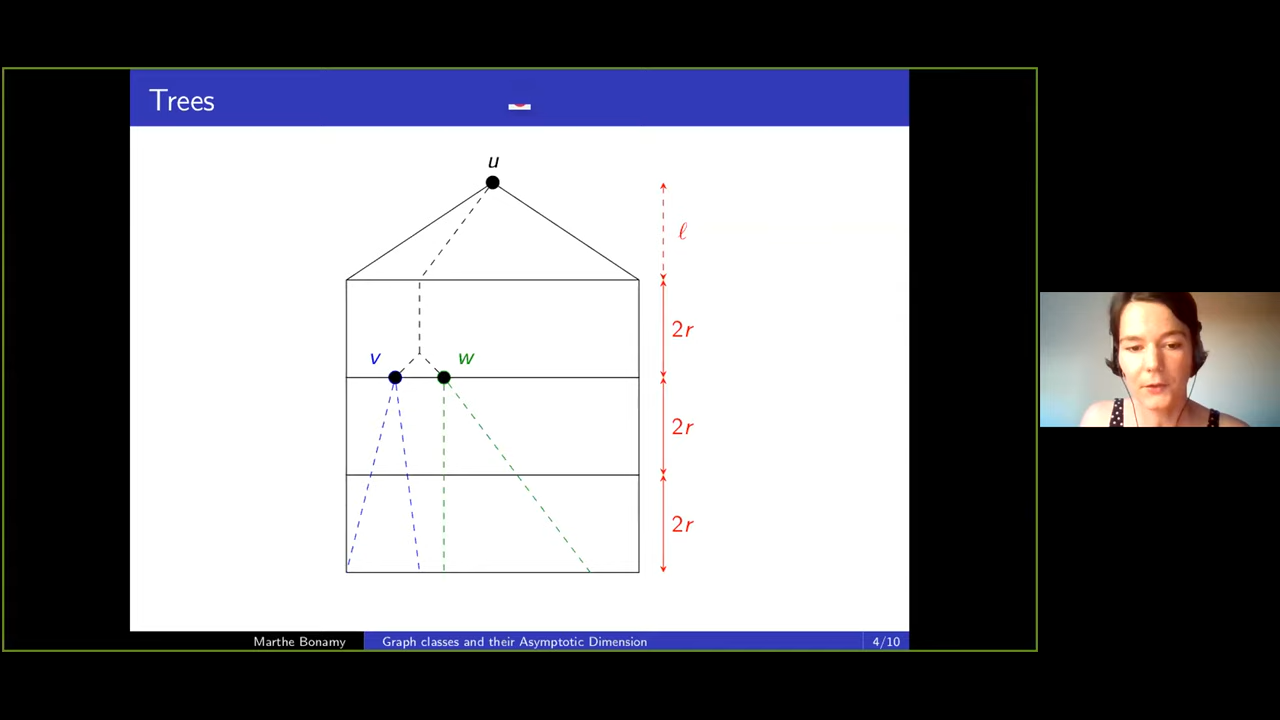 Trees
u
ℓ
2r
v
w
2r
2r
Marthe Bonamy
Graph classes and their Asymptotic Dimension
4/10